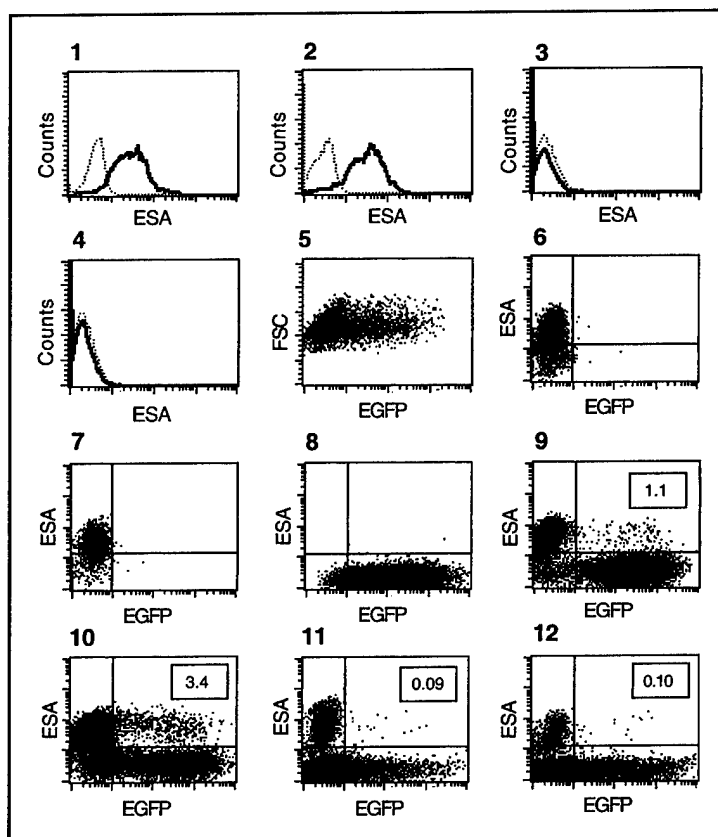 1
2
3
Counts
Counts
Counts
ESA
ESA
ESA
4
5
6
Counts
FSC
ESA
ESA
EGFP
EGFP
7
8
9
ESA
ESA
ESA
1.1
EGFP
EGFP
EGFP
10
11
12
ESA
3.4
ESA
0.09
ESA
0.10
EGFP
EGFP
EGFP